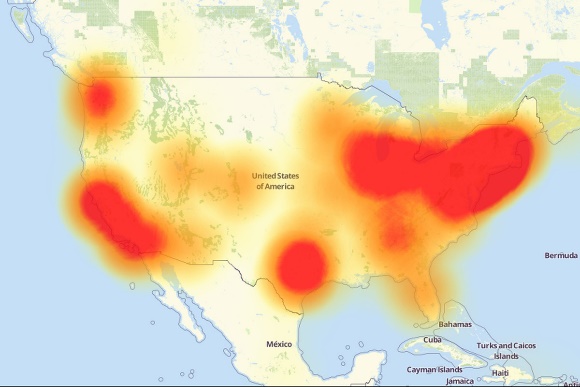 United States
of America
Bermuda
Bahamas
México
Cuba
Turks and Caicos
Islands
Cayman Islands
Haiti
Jamaica